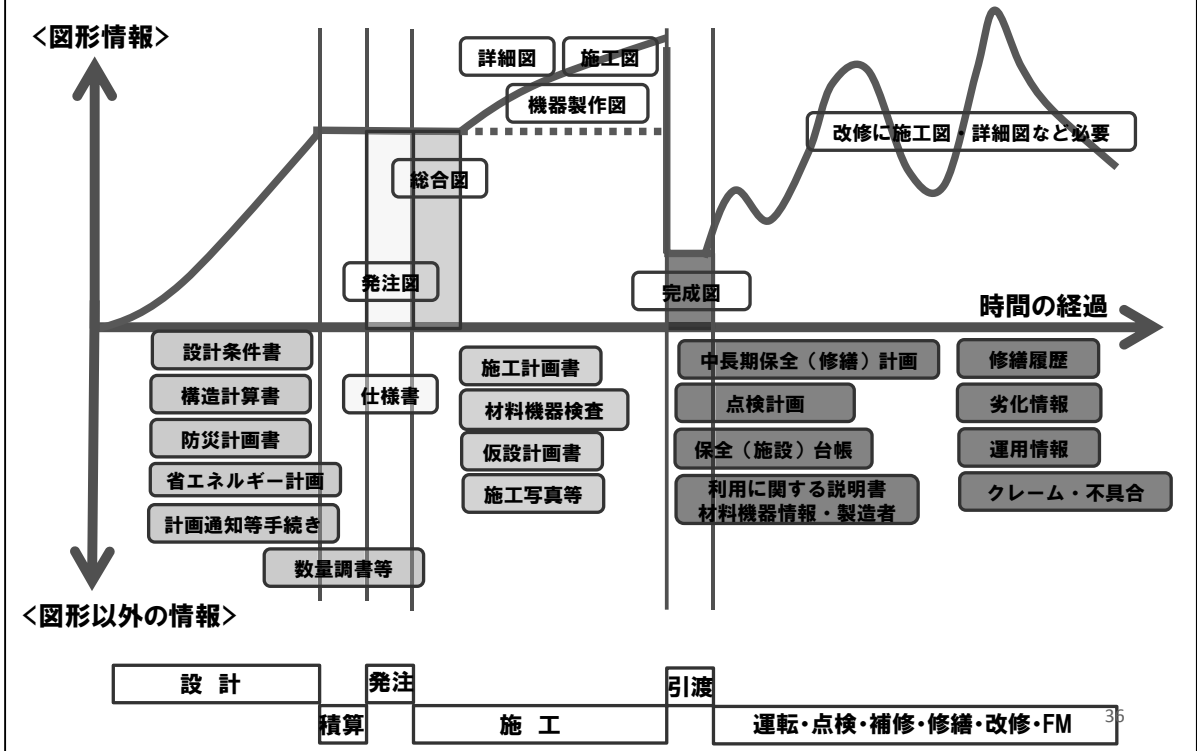 <図形情報>
詳細図
施工図
機器製作図
改修に施工図・詳細図など必要
総合図
発注図
完成図
時間の経過
設計条件書
構造計算書
防災計画書
省エネルギー計画
計画通知等手続き
数量調書等
仕様書
施工計画書
材料機器検査
仮設計画書
施工写真等
中長期保全（修繕）計画
点検計画
保全（施設）台帳
利用に関する説明書
材料機器情報・製造者
修繕履歴
劣化情報
運用情報
クレーム・不具合
<図形以外の情報>
設 計
積算
発注
施 工
引渡
運転・点検・補修・修繕・改修・FM
36